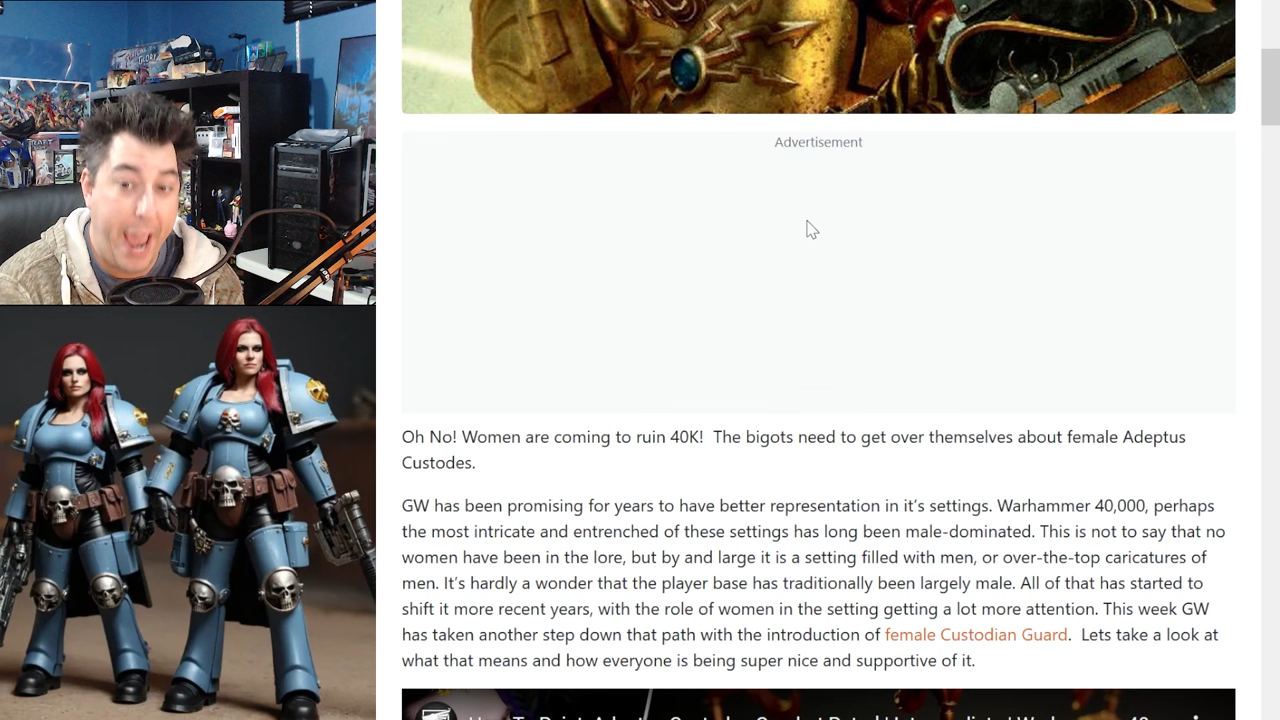 Advertisement
Oh No! Women are coming to ruin 40K!  The bigots need to get over themselves about female Adeptus
Custodes.
GW has been promising for years to have better representation in it's settings. Warhammer 40,000, perhaps
the most intricate and entrenched of these settings has long been male-dominated. This is not to say that no
women have been in the lore, but by and large it is a setting filled with men, or over-the-top caricatures of
men. It's hardly a wonder that the player base has traditionally been largely male. All of that has started to
shift it more recent years, with the role of women in the setting getting a lot more attention. This week GW
has taken another step down that path with the introduction of female Custodian Guard.  Lets take a look at
what that means and how everyone is being super nice and supportive of it.